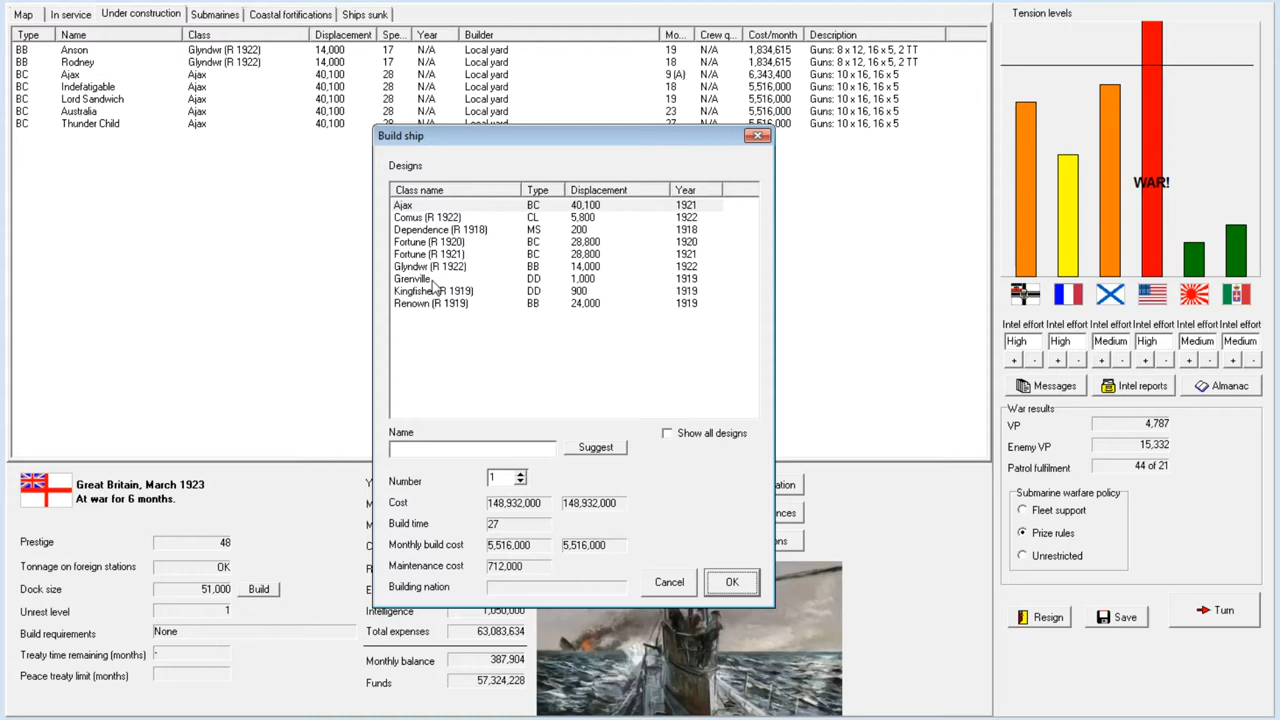 Map In service Under construction Submarines Coastal fortifications Ships sunk
Type Name Class Displacement Spe... Year Builder Mo... Crew q... Cost/month Description
BB Anson Glyndwr (R 1922) 14,000 17 N/A Local yard 19 N/A 1,834,615 Guns: 8 x 12, 16 x 5, 2 TT
BB Rodney Glyndwr (R 1922) 14,000 17 N/A Local yard 18 N/A 1,834,615 Guns: 8 x 12, 16 x 5, 2 TT
BC Ajax Ajax 40,100 28 N/A Local yard 9 (A) N/A 6,343,400 Guns: 10 x 16, 16 x 5
BC Indefatigable Ajax 40,100 28 N/A Local yard 18 N/A 5,516,000 Guns: 10 x 16, 16 x 5
BC Lord Sandwich Ajax 40,100 28 N/A Local yard 19 N/A 5,516,000 Guns: 10 x 16, 16 x 5
BC Australia Ajax 40,100 28 N/A Local yard 23 N/A 5,516,000 Guns: 10 x 16, 16 x 5
BC Thunder Child Ajax 40,100 28 N/A Local yard 27 N/A 5,516,000 Guns: 10 x 16, 16 x 5
Build ship
Designs
Class name Type Displacement Year
Ajax BC 40,100 1921
Comus (R 1922) CL 5,800 1922
Dependence (R 1918) MS 200 1918
Fortune (R 1920) BC 28,800 1920
Fortune (R 1921) BC 28,800 1921
Glyndwr (R 1922) BB 14,000 1922
Grenville DD 1,000 1919
Kingfisher (R 1919) DD 900 1919
Renown (R 1919) BB 24,000 1919
Name
Suggest
Show all designs
Number 1
Cost 148,932,000 148,932,000
Build time 27
Monthly build cost 5,516,000 5,516,000
Maintenance cost 712,000
Building nation
Cancel OK
Great Britain, March 1923
At war for 6 months.
Prestige 48
Tonnage on foreign stations OK
Dock size 51,000 Build
Unrest level 1
Build requirements None
Treaty time remaining (months) -
Peace treaty limit (months)
Intelligence 1,050,000
Total expenses 63,083,634
Monthly balance 387,904
Funds 57,324,228
Tension levels
WAR!
Intel effort Intel effort Intel effort Intel effort Intel effort Intel effort
High High Medium High Medium Medium
+ - + - + - + - + - + -
Messages Intel reports Almanac
War results
VP 4,787
Enemy VP 15,332
Patrol fulfilment 44 of 21
Submarine warfare policy
Fleet support
Prize rules
Unrestricted
Resign Save Turn